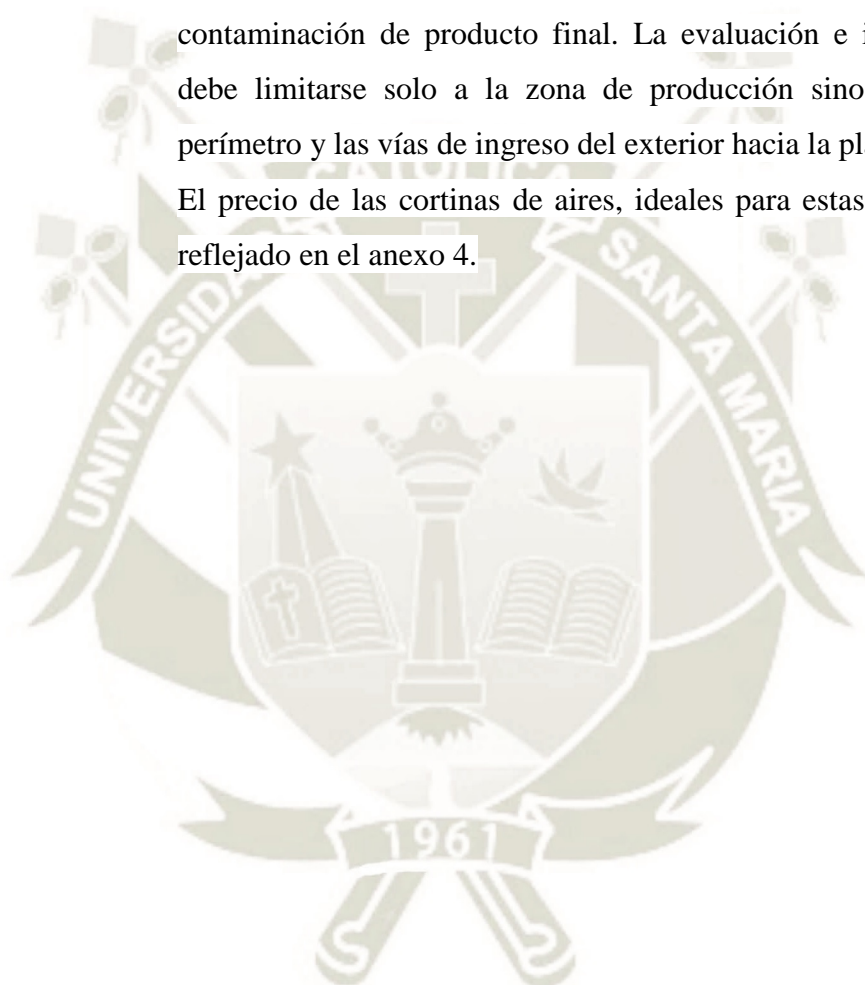 contaminación de producto final. La evaluación e
debe limitarse solo a la zona de producción sino
perímetro y las vías de ingreso del exterior hacia la
El precio de las cortinas de aires, ideales para estas
reflejado en el anexo 4.
UNIVERSIDAD CATOLICA SANTA MARIA
1961